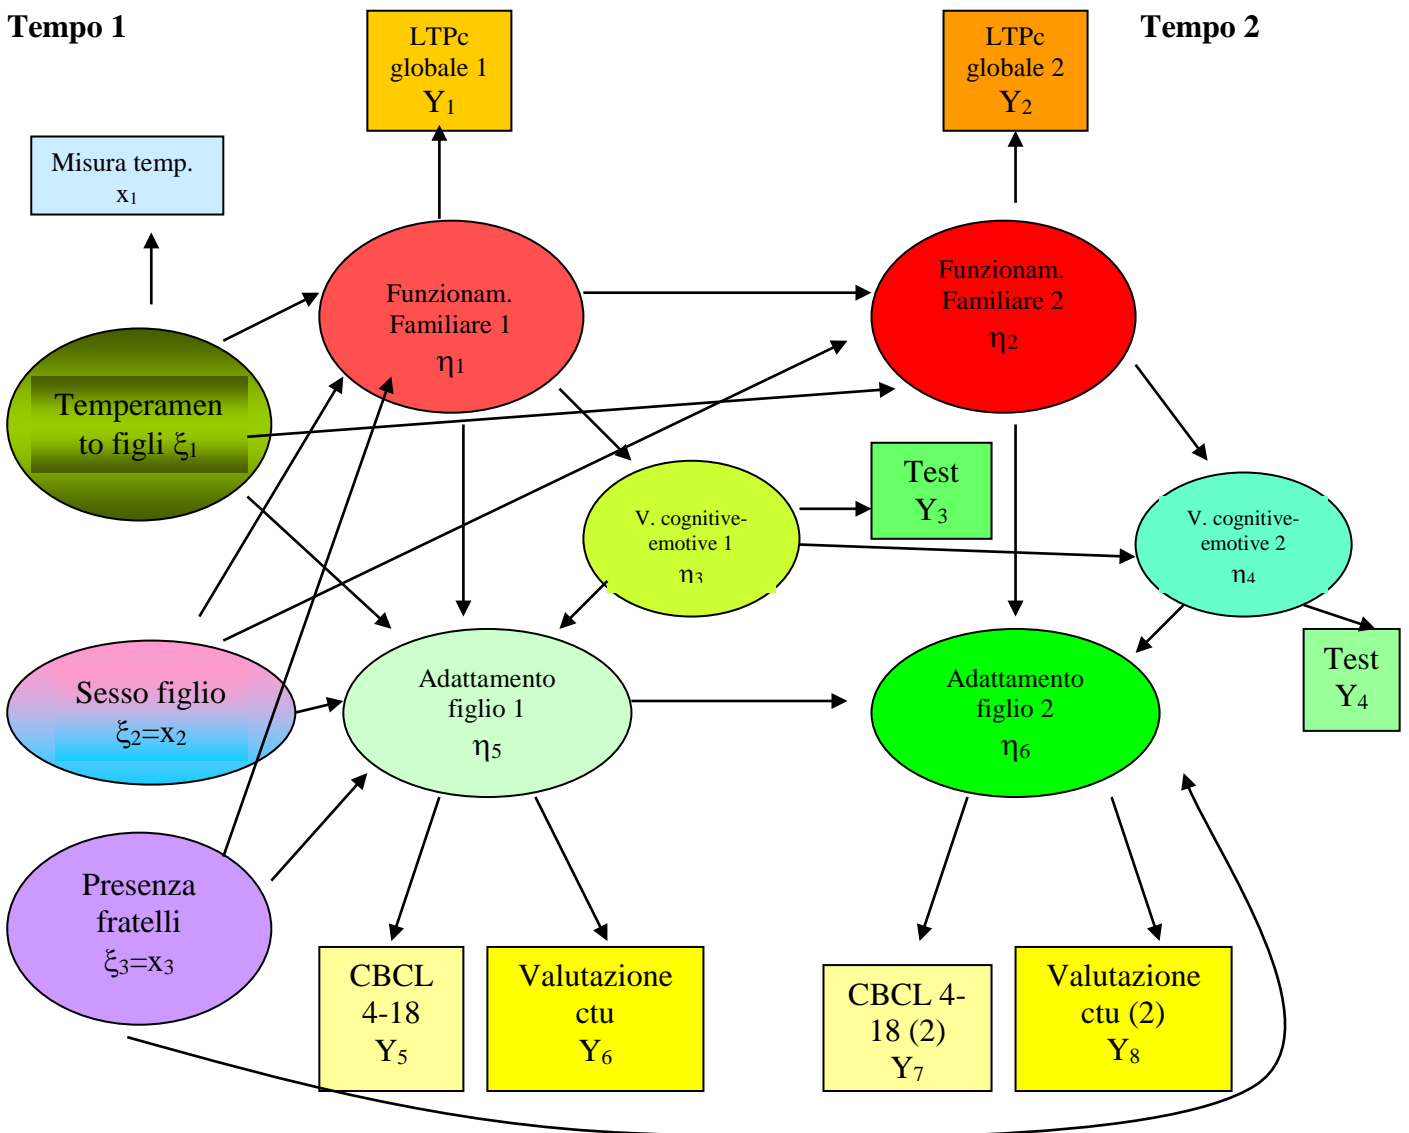 Tempo 1
LTPc
globale 1
Y1
LTPc
globale 2
Y2
Tempo 2
Misura temp.
x1
Funzionam.
Familiare 1
η1
Funzionam.
Familiare 2
η2
Temperamen
to figli ξ1
Test
Y3
V. cognitive-
emotive 1
η3
V. cognitive-
emotive 2
η4
Sesso figlio
ξ2=x2
Adattamento
figlio 1
η5
Adattamento
figlio 2
η6
Test
Y4
Presenza
fratelli
ξ3=x3
CBCL
4-18
Y5
Valutazione
ctu
Y6
CBCL 4-
18 (2)
Y7
Valutazione
ctu (2)
Y8